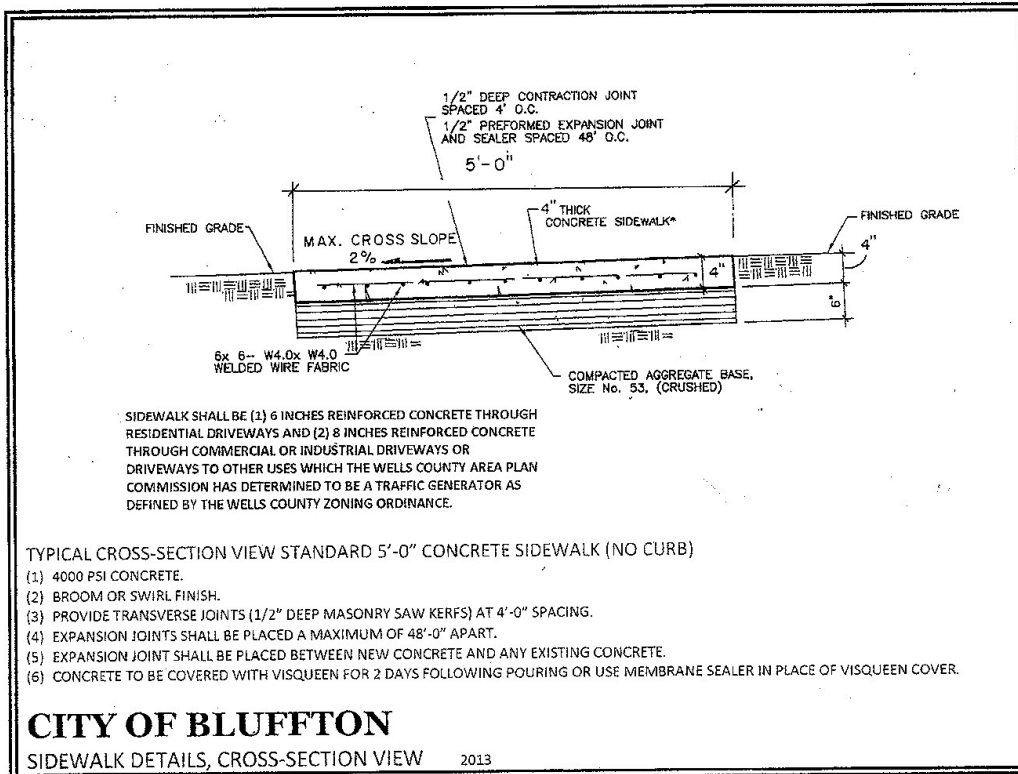 1/2" DEEP CONTRACTION JOINT
SPACED 4' O.C.
1/2" PREFORMED EXPANSION JOINT
AND SEALER SPACED 48' O.C.
5'-0"
4" THICK
CONCRETE SIDEWALK*
FINISHED GRADE
FINISHED GRADE
MAX. CROSS SLOPE
2%
4"
4"
6"
6x 6-- W4.0x W4.0
WELDED WIRE FABRIC
COMPACTED AGGREGATE BASE,
SIZE No. 53, (CRUSHED)
SIDEWALK SHALL BE (1) 6 INCHES REINFORCED CONCRETE THROUGH
RESIDENTIAL DRIVEWAYS AND (2) 8 INCHES REINFORCED CONCRETE
THROUGH COMMERCIAL OR INDUSTRIAL DRIVEWAYS OR
DRIVEWAYS TO OTHER USES WHICH THE WELLS COUNTY AREA PLAN
COMMISSION HAS DETERMINED TO BE A TRAFFIC GENERATOR AS
DEFINED BY THE WELLS COUNTY ZONING ORDINANCE.
TYPICAL CROSS-SECTION VIEW STANDARD 5'-0" CONCRETE SIDEWALK (NO CURB)
(1) 4000 PSI CONCRETE.
(2) BROOM OR SWIRL FINISH.
(3) PROVIDE TRANSVERSE JOINTS (1/2" DEEP MASONRY SAW KERFS) AT 4'-0" SPACING.
(4) EXPANSION JOINTS SHALL BE PLACED A MAXIMUM OF 48'-0" APART.
(5) EXPANSION JOINT SHALL BE PLACED BETWEEN NEW CONCRETE AND ANY EXISTING CONCRETE.
(6) CONCRETE TO BE COVERED WITH VISQUEEN FOR 2 DAYS FOLLOWING POURING OR USE MEMBRANE SEALER IN PLACE OF VISQUEEN COVER.
CITY OF BLUFFTON
SIDEWALK DETAILS, CROSS-SECTION VIEW 2013